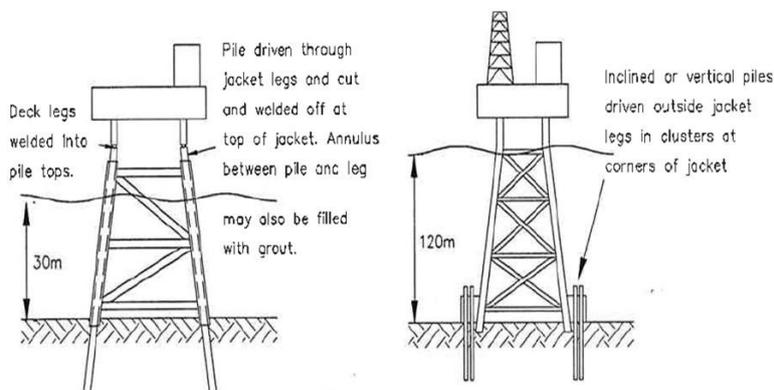 Deck legs
welded into
pile tops.
Pile driven through
jacket legs and cut
and welded off at
top of jacket. Annulus
between pile and leg
may also be filled
with grout.
30m
Inclined or vertical piles
driven outside jacket
legs in clusters at
corners of jacket
120m